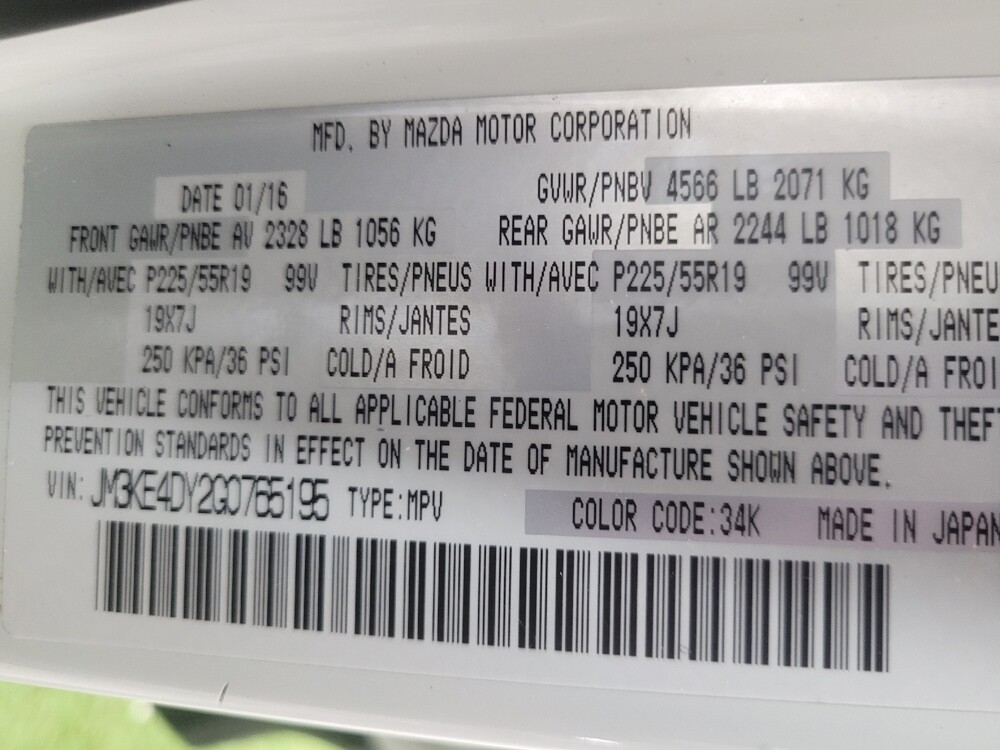 MFD. BY MAZDA MOTOR CORPORATION
DATE 01/16 GVWR/PNBV 4566 LB 2071 KG
FRONT GAWR/PNBE AV 2328 LB 1056 KG REAR GAWR/PNBE AR 2244 LB 1018 KG
WITH/AVEC P225/55R19 99V TIRES/PNEUS WITH/AVEC P225/55R19 99V TIRES/PNEU
19X7J RIMS/JANTES 19X7J RIMS/JANTE
250 KPA/36 PSI COLD/A FROID 250 KPA/36 PSI COLD/A FROI
THIS VEHICLE CONFORMS TO ALL APPLICABLE FEDERAL MOTOR VEHICLE SAFETY AND THEF
PREVENTION STANDARDS IN EFFECT ON THE DATE OF MANUFACTURE SHOWN ABOVE.
VIN: JM3KE4DY2G0765195 TYPE:MPV COLOR CODE:34K MADE IN JAPAN